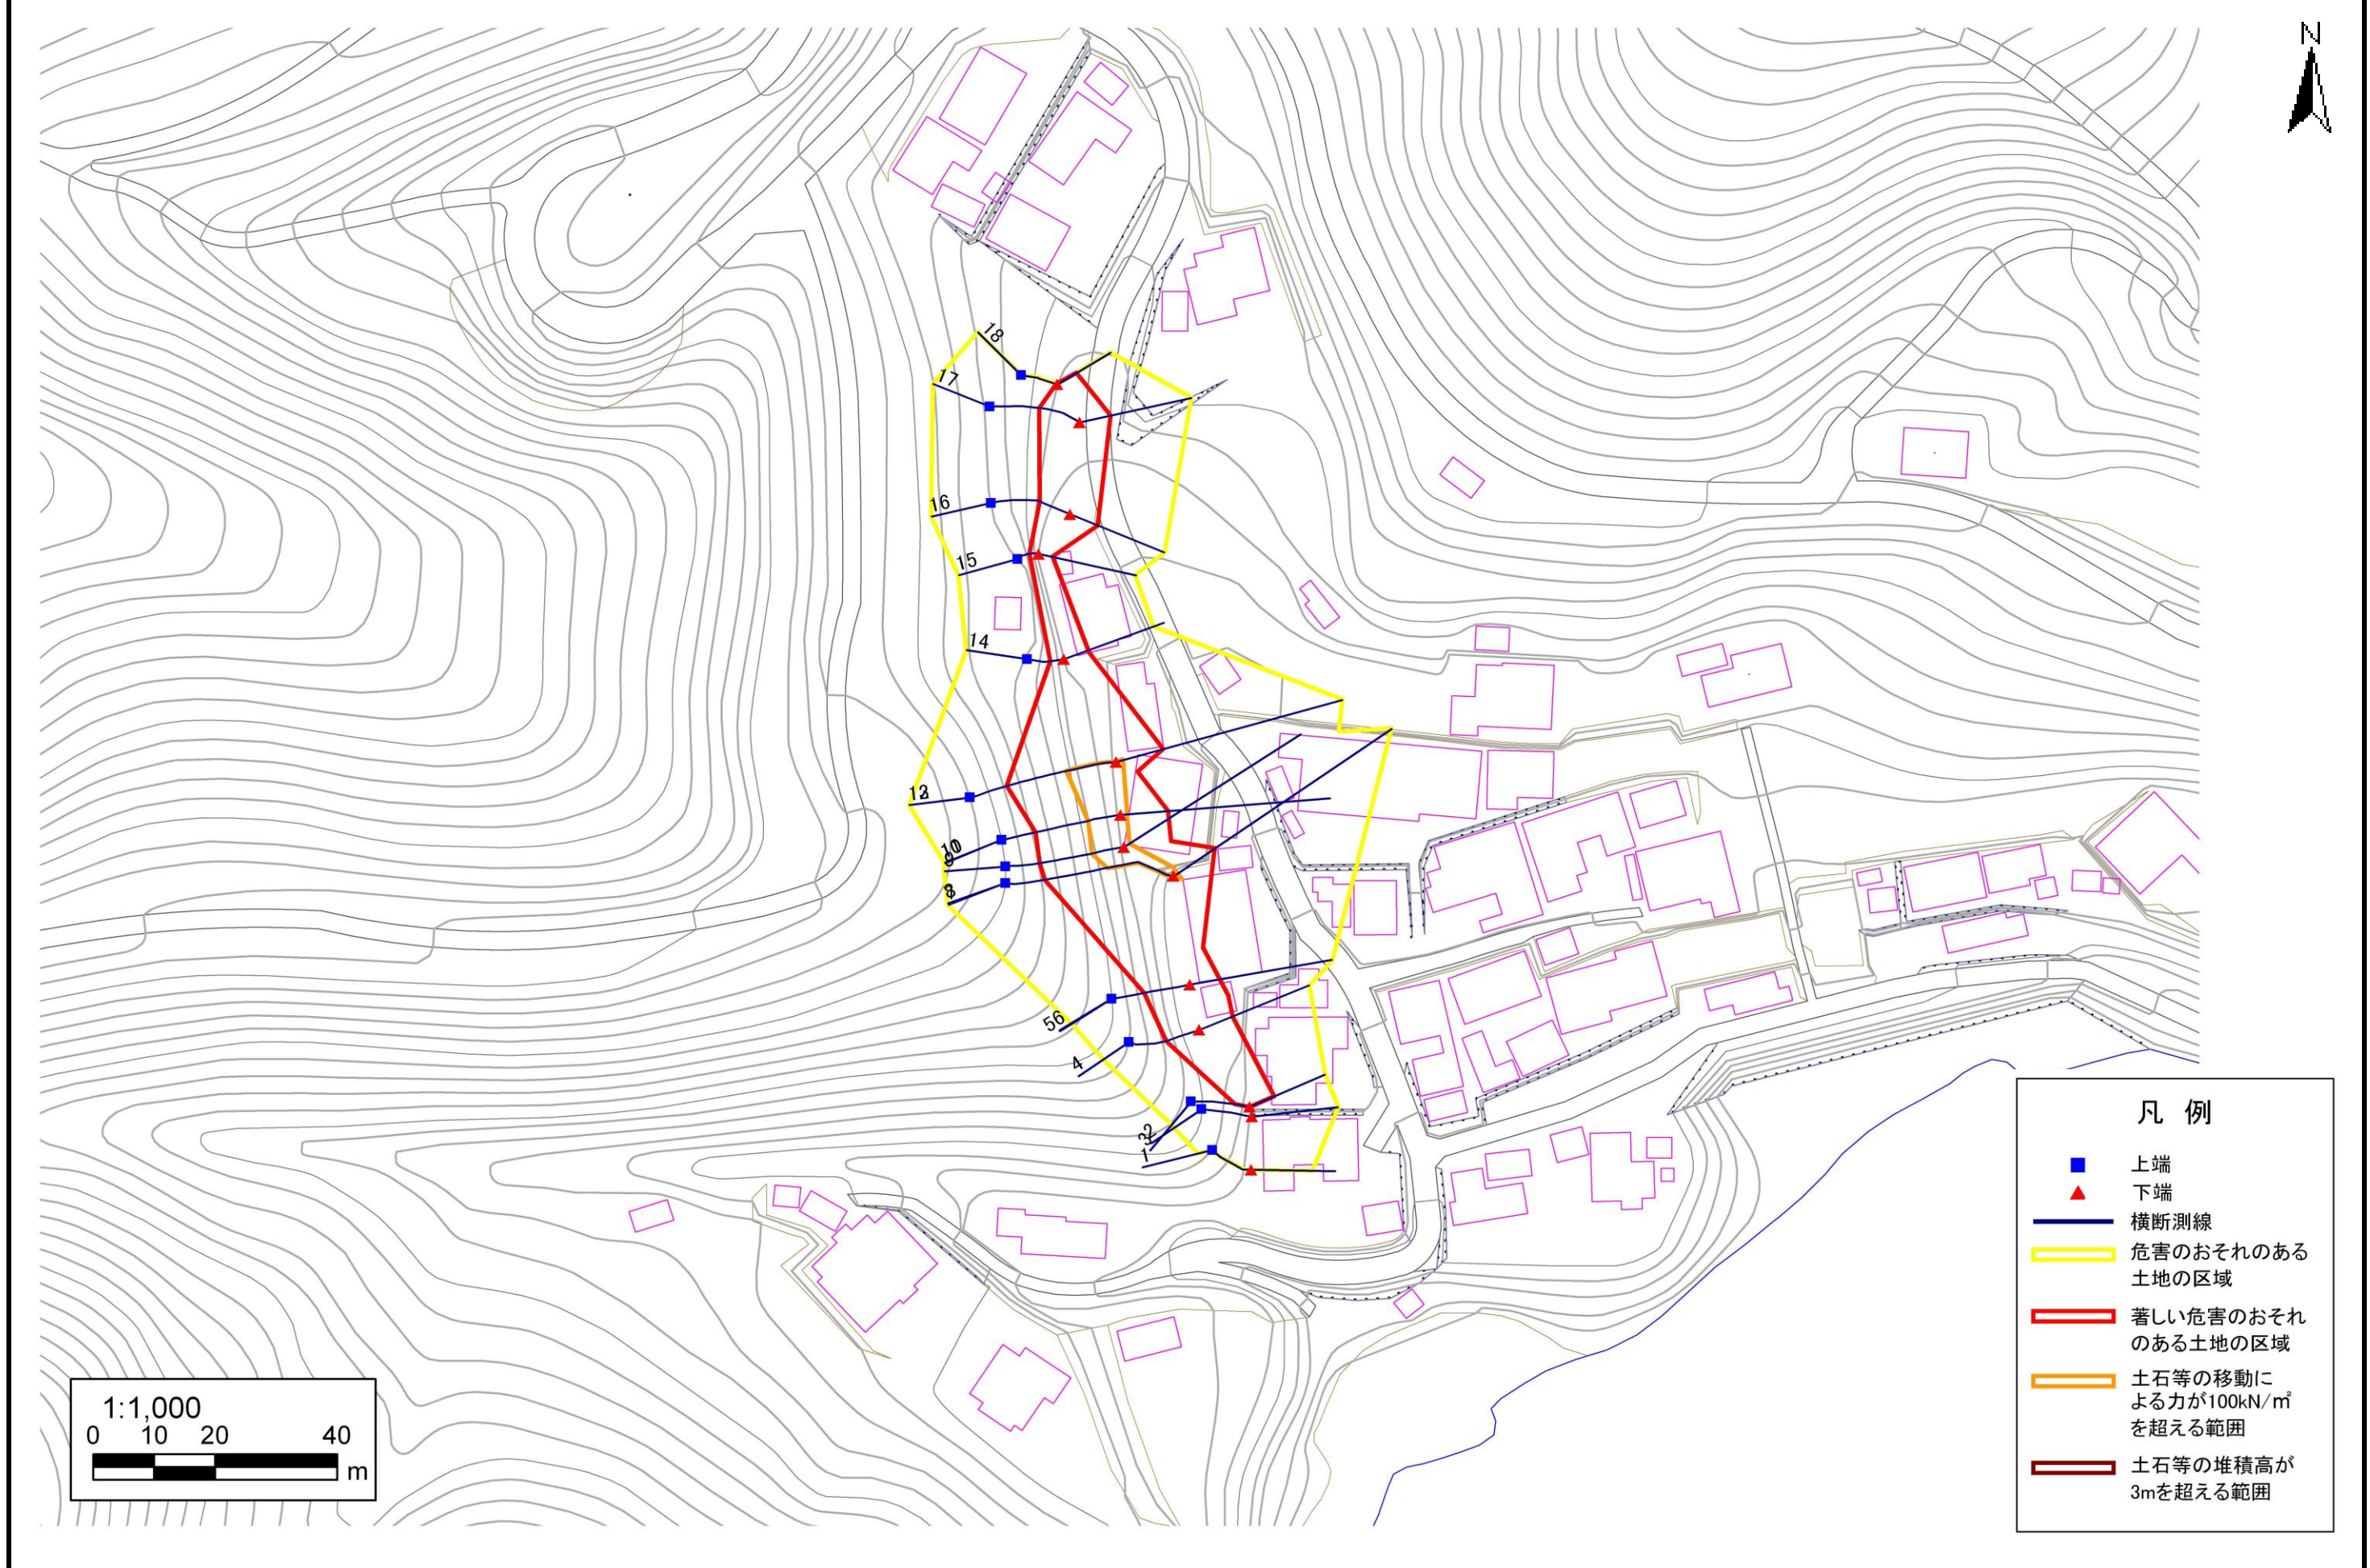 N
18
17
16
15
14
10
9
8
56
4
2
1
1:1,000
0 10 20 40
m
凡 例
上端
下端
横断測線
危害のおそれのある
土地の区域
著しい危害のおそれ
のある土地の区域
土石等の移動に
よる力が100kN/㎡
を超える範囲
土石等の堆積高が
3mを超える範囲